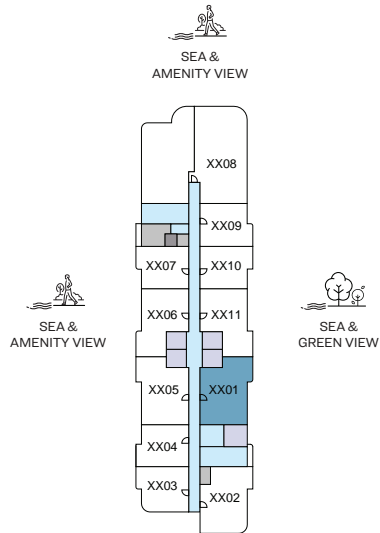 SEA &
AMENITY VIEW
XX08
XX09
XX07
XX10
XX06
XX11
SEA &
AMENITY VIEW
SEA &
GREEN VIEW
XX05
XX01
XX04
XX03
XX02